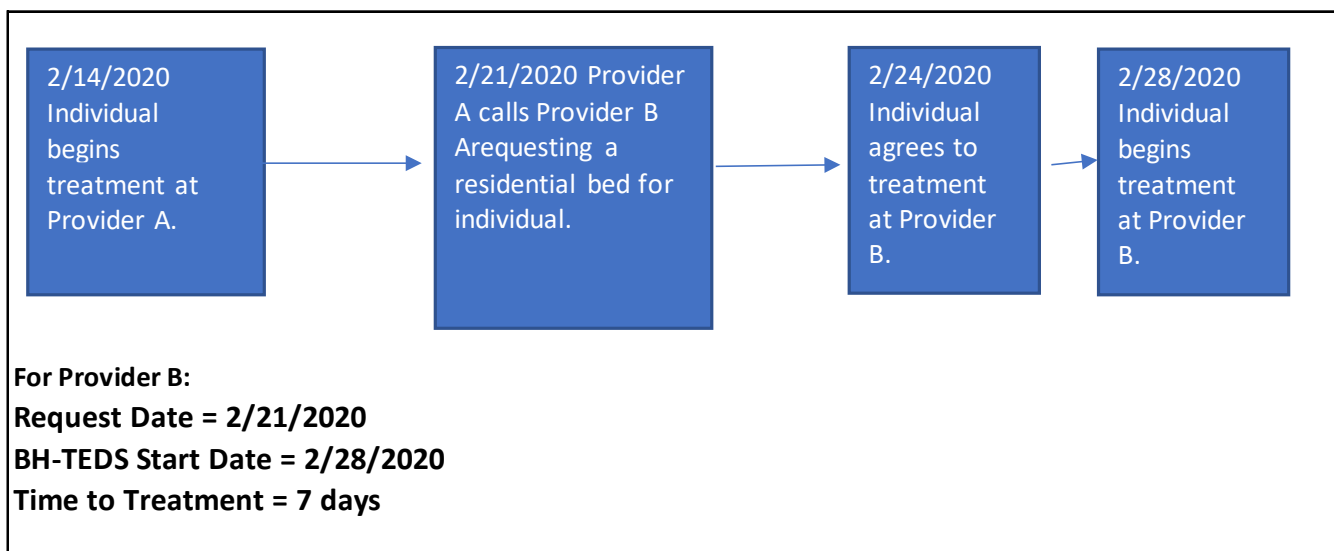 2/14/2020
Individual
begins
treatment at
Provider A.
2/21/2020 Provider
A calls Provider B
Arequesting a
residential bed for
individual.
2/24/2020
Individual
agrees to
treatment
at Provider
B.
2/28/2020
Individual
begins
treatment
at Provider
B.
For Provider B:
Request Date = 2/21/2020
BH-TEDS Start Date = 2/28/2020
Time to Treatment = 7 days